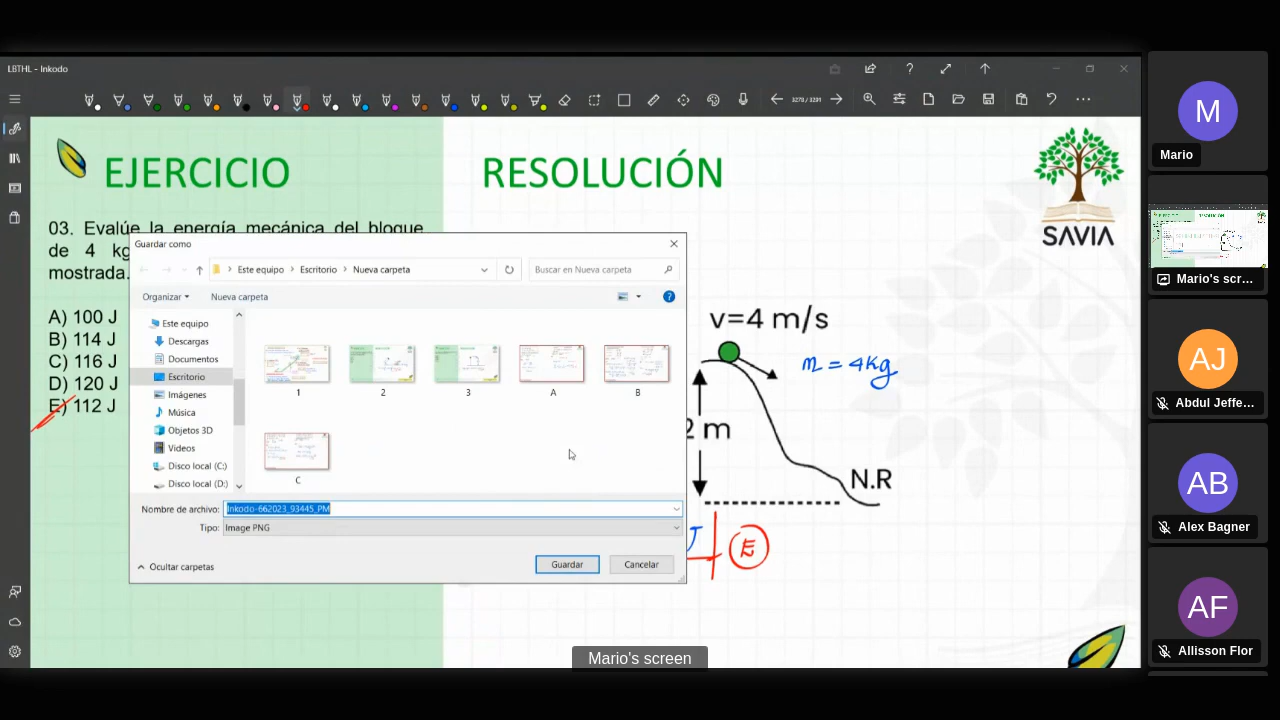 LBTHL - Inkodo
3270 / 3291
EJERCICIO
RESOLUCIÓN
SAVIA
03. Evalúe la energía mecánica del bloque
de 4 kg
mostrada.
A) 100 J
B) 114 J
C) 116 J
D) 120 J
E) 112 J
v=4 m/s
m = 4kg
2 m
N.R
J
E
Guardar como
Este equipo
Escritorio
Nueva carpeta
Buscar en Nueva carpeta
Organizar
Nueva carpeta
Este equipo
Descargas
Documentos
Escritorio
Imágenes
Música
Objetos 3D
Videos
Disco local (C:)
Disco local (D:)
1
2
3
A
B
C
Nombre de archivo:
Inkodo-662023_93445_PM
Tipo:
Image PNG
Ocultar carpetas
Guardar
Cancelar
Mario's screen
M
Mario
Mario's scr...
AJ
Abdul Jeffe...
AB
Alex Bagner
AF
Allisson Flor